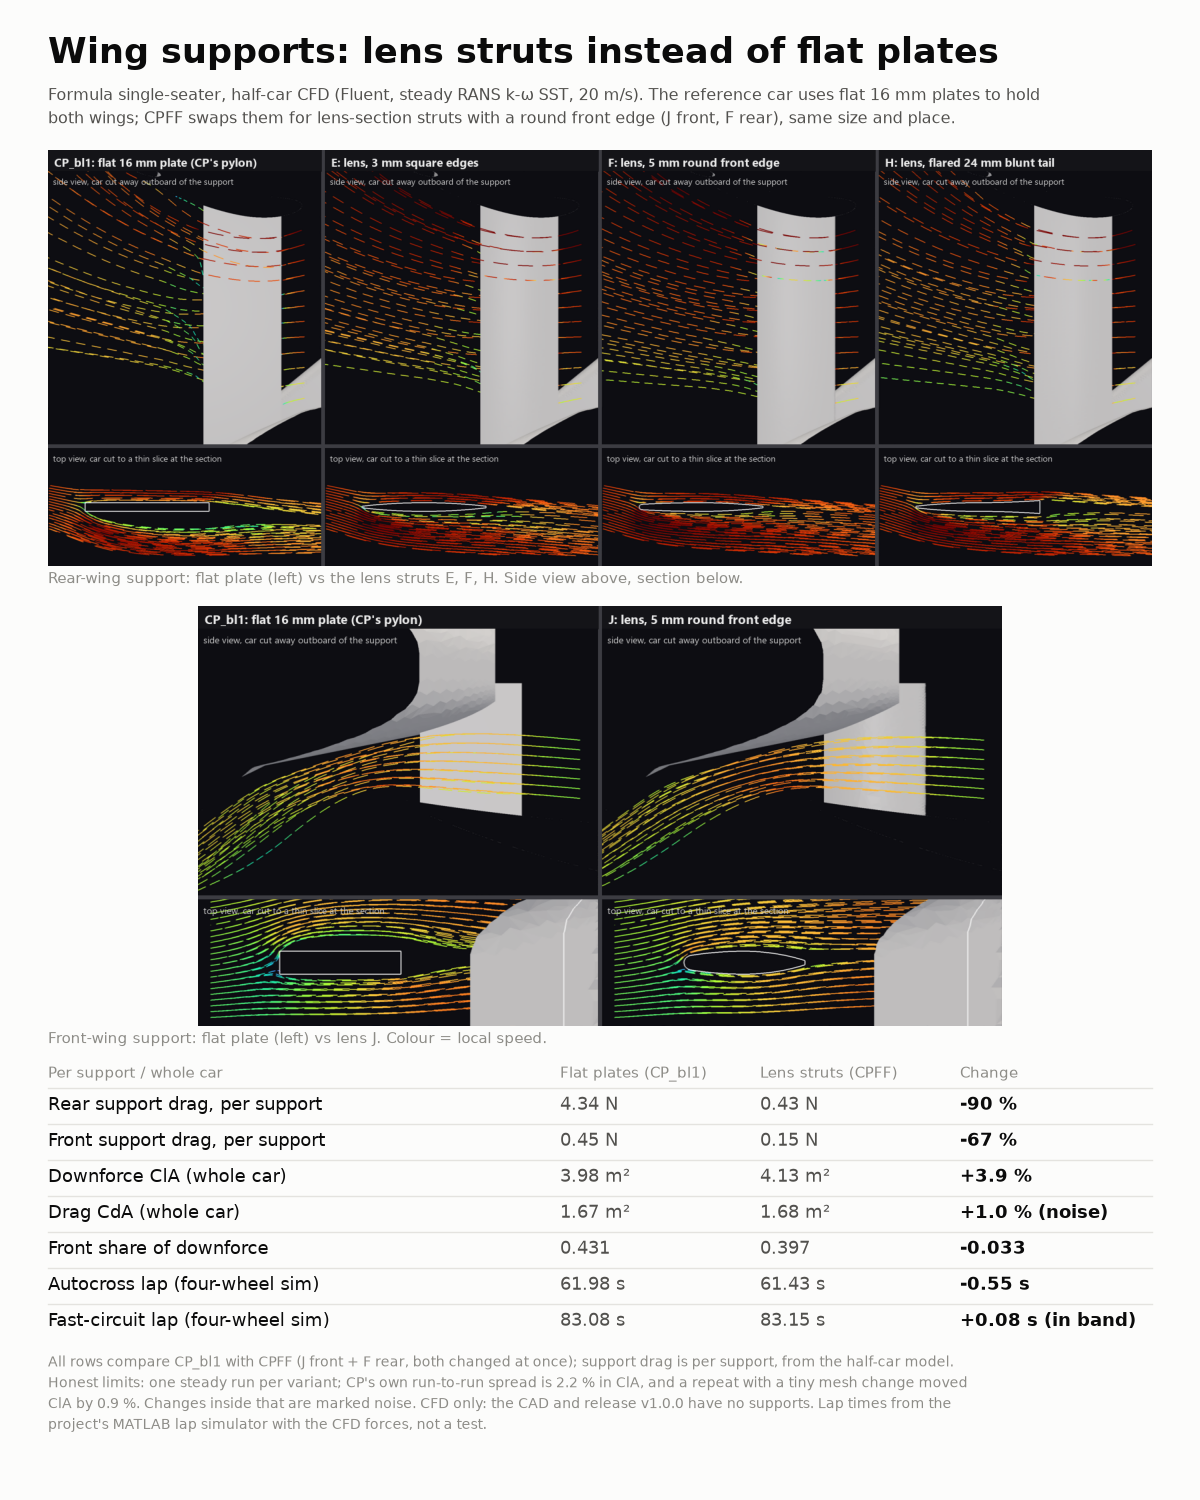 Wing supports: lens struts instead of flat plates
Formula single-seater, half-car CFD (Fluent, steady RANS k-ω SST, 20 m/s). The reference car uses flat 16 mm plates to hold
both wings; CPFF swaps them for lens-section struts with a round front edge (J front, F rear), same size and place.
CP_bl1: flat 16 mm plate (CP's pylon)
side view, car cut away outboard of the support
E: lens, 3 mm square edges
side view, car cut away outboard of the support
F: lens, 5 mm round front edge
side view, car cut away outboard of the support
H: lens, flared 24 mm blunt tail
side view, car cut away outboard of the support
top view, car cut to a thin slice at the section
top view, car cut to a thin slice at the section
top view, car cut to a thin slice at the section
top view, car cut to a thin slice at the section
Rear-wing support: flat plate (left) vs the lens struts E, F, H. Side view above, section below.
CP_bl1: flat 16 mm plate (CP's pylon)
side view, car cut away outboard of the support
J: lens, 5 mm round front edge
side view, car cut away outboard of the support
top view, car cut to a thin slice at the section
top view, car cut to a thin slice at the section
Front-wing support: flat plate (left) vs lens J. Colour = local speed.
Per support / whole car Flat plates (CP_bl1) Lens struts (CPFF) Change
Rear support drag, per support 4.34 N 0.43 N -90 %
Front support drag, per support 0.45 N 0.15 N -67 %
Downforce ClA (whole car) 3.98 m² 4.13 m² +3.9 %
Drag CdA (whole car) 1.67 m² 1.68 m² +1.0 % (noise)
Front share of downforce 0.431 0.397 -0.033
Autocross lap (four-wheel sim) 61.98 s 61.43 s -0.55 s
Fast-circuit lap (four-wheel sim) 83.08 s 83.15 s +0.08 s (in band)
All rows compare CP_bl1 with CPFF (J front + F rear, both changed at once); support drag is per support, from the half-car model.
Honest limits: one steady run per variant; CP's own run-to-run spread is 2.2 % in ClA, and a repeat with a tiny mesh change moved
ClA by 0.9 %. Changes inside that are marked noise. CFD only: the CAD and release v1.0.0 have no supports. Lap times from the
project's MATLAB lap simulator with the CFD forces, not a test.